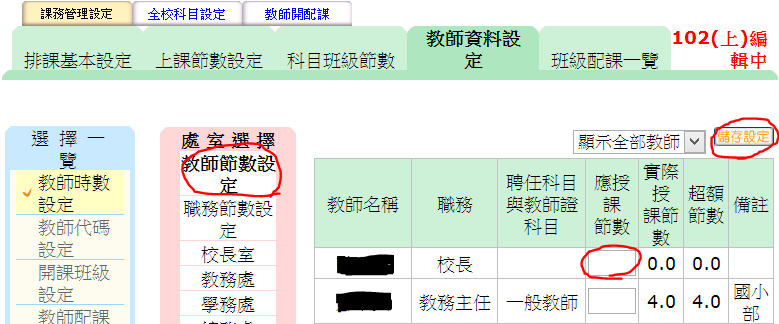 課務管理設定 全校科目設定 教師開配課
排課基本設定 上課節數設定 科目班級節數 教師資料設定 班級配課一覽 102(上)編輯中
選擇一覽
教師時數設定
教師代碼設定
開課班級設定
教師配課
處室選擇
教師節數設定
職務節數設定
校長室
教務處
學務處
顯示全部教師 儲存設定
教師名稱 職務 聘任科目與教師證科目 應授課節數 實際授課節數 超額節數 備註
校長 0.0 0.0
教務主任 一般教師 4.0 4.0 國小部